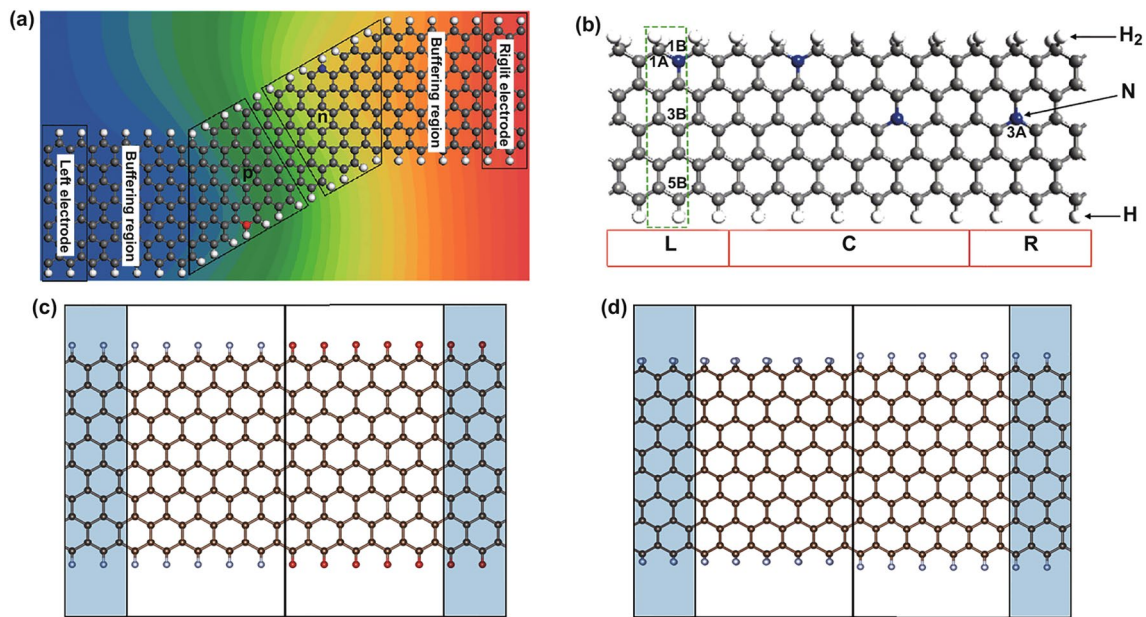 (a)
Left electrode
Buffering region
p
n
Buffering region
Riglit electrode
(b)
1B
1A
3B
5B
3A
H2
N
H
L C R
(c)
(d)